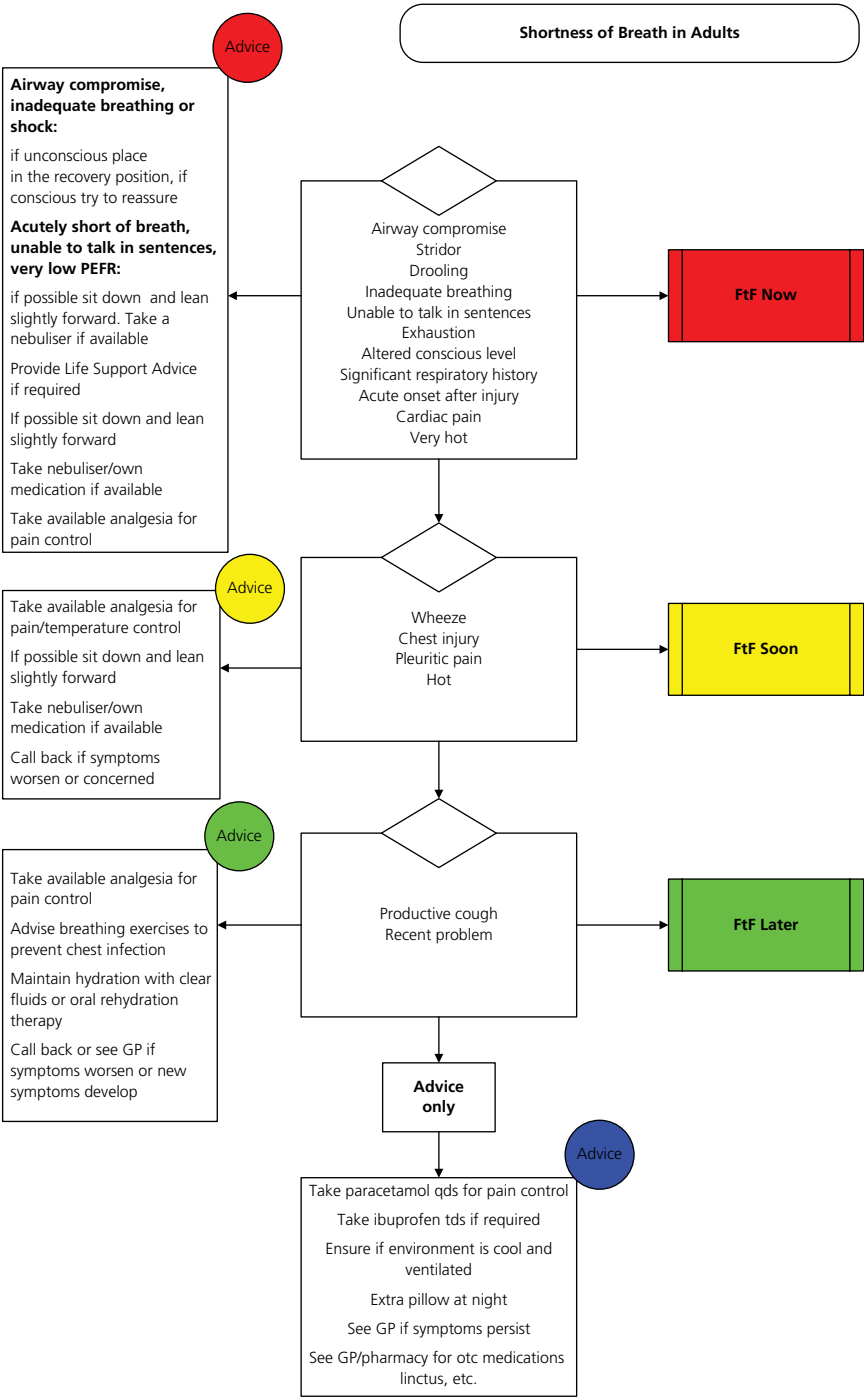 Shortness of Breath in Adults
Advice
Airway compromise,
inadequate breathing or
shock:
if unconscious place
in the recovery position, if
conscious try to reassure
Acutely short of breath,
unable to talk in sentences,
very low PEFR:
if possible sit down and lean
slightly forward. Take a
nebuliser if available
Provide Life Support Advice
if required
If possible sit down and lean
slightly forward
Take nebuliser/own
medication if available
Take available analgesia for
pain control
Airway compromise
Stridor
Drooling
Inadequate breathing
Unable to talk in sentences
Exhaustion
Altered conscious level
Significant respiratory history
Acute onset after injury
Cardiac pain
Very hot
FtF Now
Advice
Take available analgesia for
pain/temperature control
If possible sit down and lean
slightly forward
Take nebuliser/own
medication if available
Call back if symptoms
worsen or concerned
Wheeze
Chest injury
Pleuritic pain
Hot
FtF Soon
Advice
Take available analgesia for
pain control
Advise breathing exercises to
prevent chest infection
Maintain hydration with clear
fluids or oral rehydration
therapy
Call back or see GP if
symptoms worsen or new
symptoms develop
Productive cough
Recent problem
FtF Later
Advice
only
Advice
Take paracetamol qds for pain control
Take ibuprofen tds if required
Ensure if environment is cool and
ventilated
Extra pillow at night
See GP if symptoms persist
See GP/pharmacy for otc medications
linctus, etc.